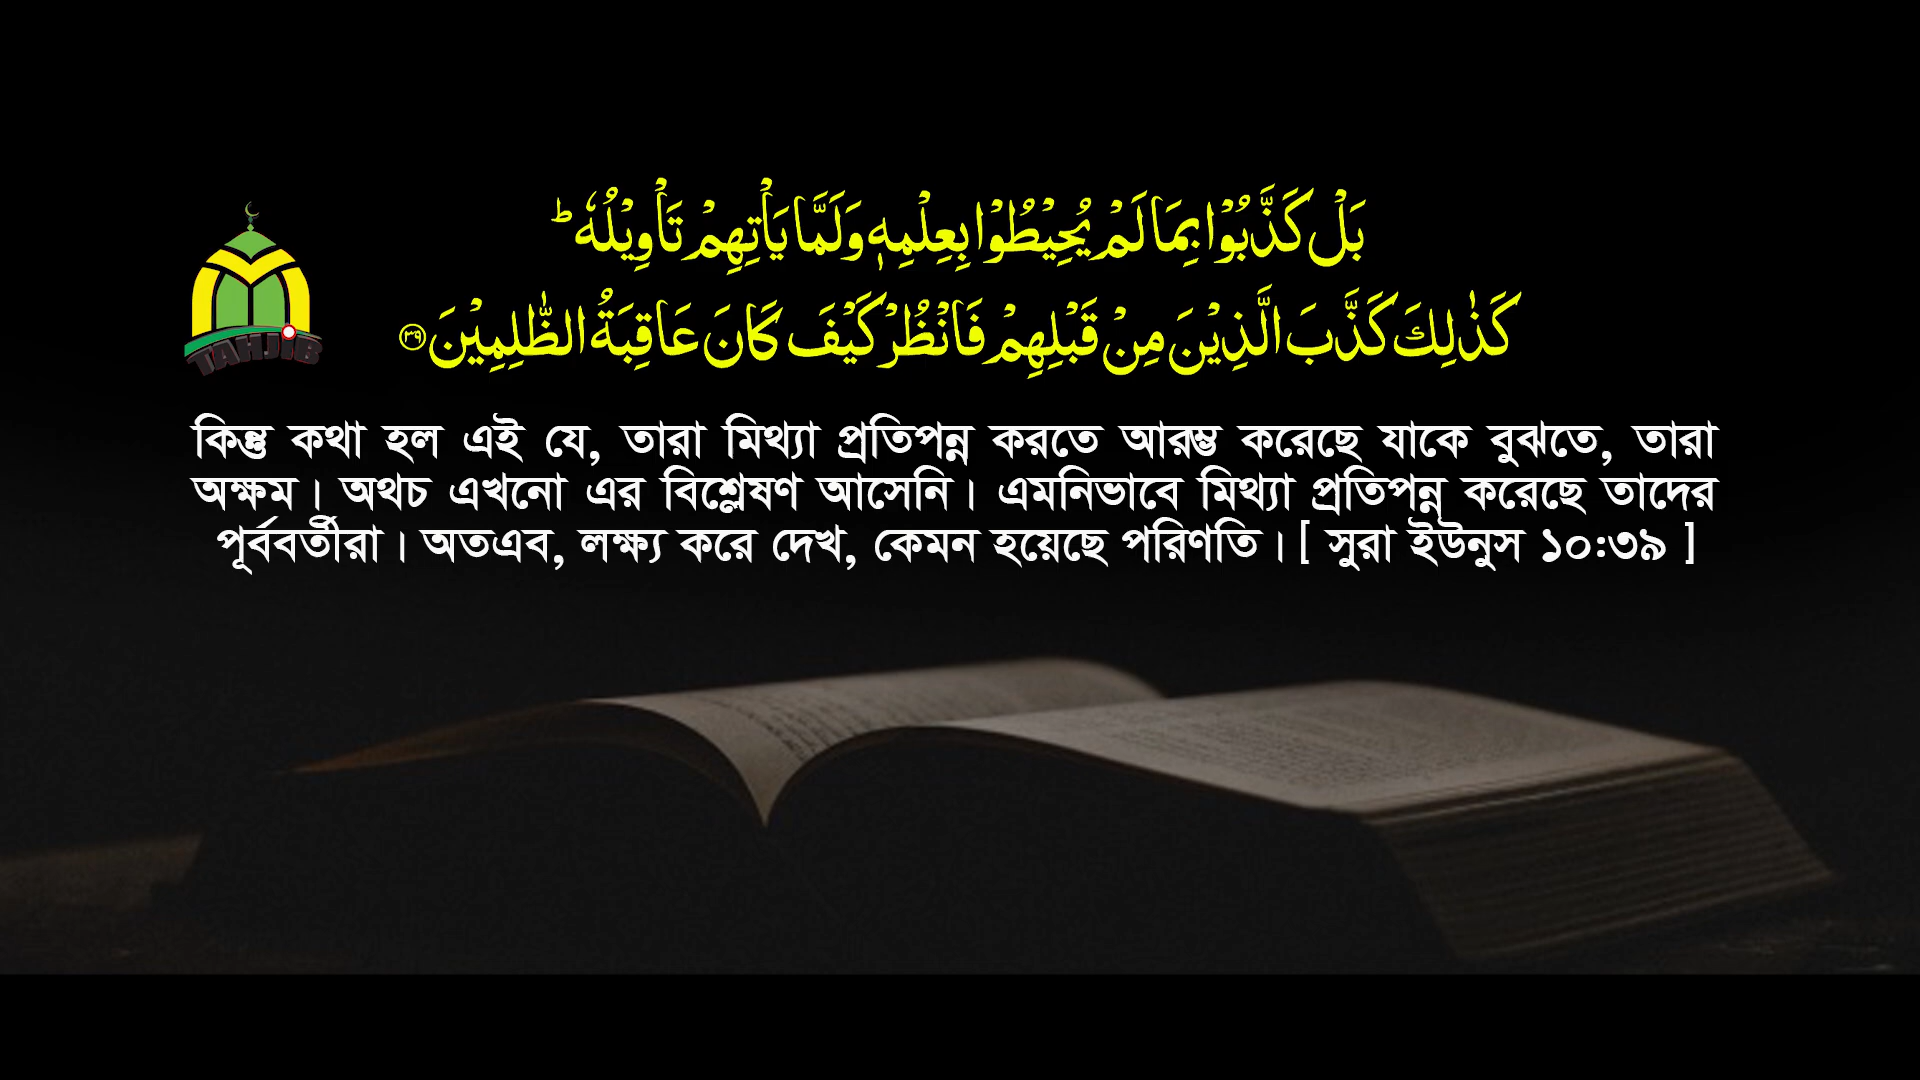 بَلْ كَذَّبُوْا بِمَا لَمْ يُحِيْطُوْا بِعِلْمِهٖ وَلَمَّا يَأْتِهِمْ تَأْوِيْلُهٗ ؕ
كَذٰلِكَ كَذَّبَ الَّذِيْنَ مِنْ قَبْلِهِمْ فَانْظُرْ كَيْفَ كَانَ عَاقِبَةُ الظّٰلِمِيْنَ ۝۳۹
TAHJIB
কিন্তু কথা হল এই যে, তারা মিথ্যা প্রতিপন্ন করতে আরম্ভ করেছে যাকে বুঝতে, তারা
অক্ষম। অথচ এখনো এর বিশ্লেষণ আসেনি। এমনিভাবে মিথ্যা প্রতিপন্ন করেছে তাদের
পূর্ববর্তীরা। অতএব, লক্ষ্য করে দেখ, কেমন হয়েছে পরিণতি। [ সুরা ইউনুস ১০:৩৯ ]